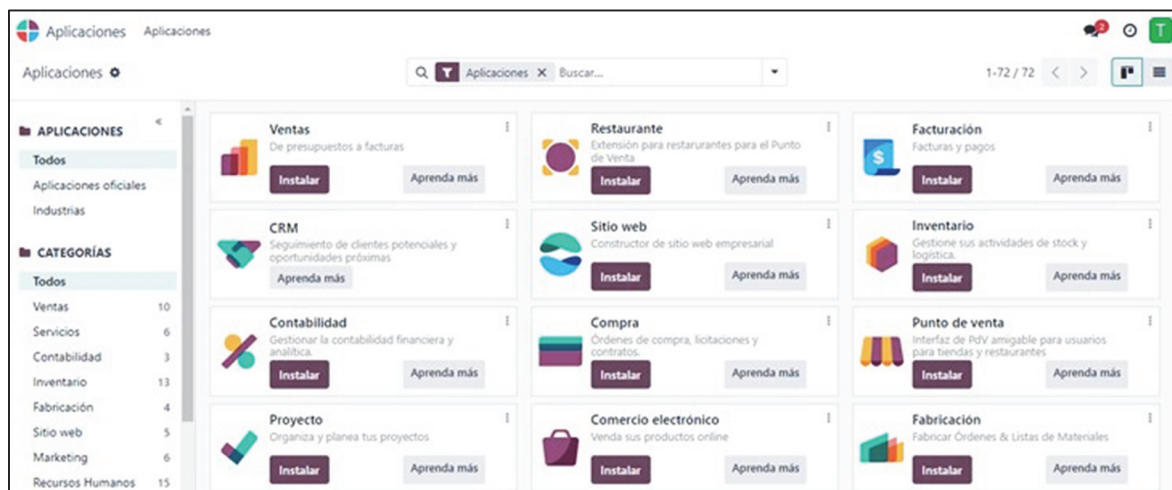 Aplicaciones Aplicaciones
2
T
Aplicaciones
Aplicaciones X Buscar...
1-72 / 72
APLICACIONES
Todos
Aplicaciones oficiales
Industrias
CATEGORÍAS
Todos
Ventas 10
Servicios 6
Contabilidad 3
Inventario 13
Fabricación 4
Sitio web 5
Marketing 6
Recursos Humanos 15
Ventas
De presupuestos a facturas
Instalar Aprenda más
Restaurante
Extensión para restarurantes para el Punto
de Venta
Instalar Aprenda más
Facturación
Facturas y pagos
Instalar Aprenda más
CRM
Seguimiento de clientes potenciales y
oportunidades próximas
Aprenda más
Sitio web
Constructor de sitio web empresarial
Instalar Aprenda más
Inventario
Gestione sus actividades de stock y
logística.
Instalar Aprenda más
Contabilidad
Gestionar la contabilidad financiera y
analítica.
Instalar Aprenda más
Compra
Órdenes de compra, licitaciones y
contratos.
Instalar Aprenda más
Punto de venta
Interfaz de PdV amigable para usuarios
para tiendas y restaurantes
Instalar Aprenda más
Proyecto
Organiza y planea tus proyectos
Instalar Aprenda más
Comercio electrónico
Venda sus productos online
Instalar Aprenda más
Fabricación
Fabricar Órdenes & Listas de Materiales
Instalar Aprenda más